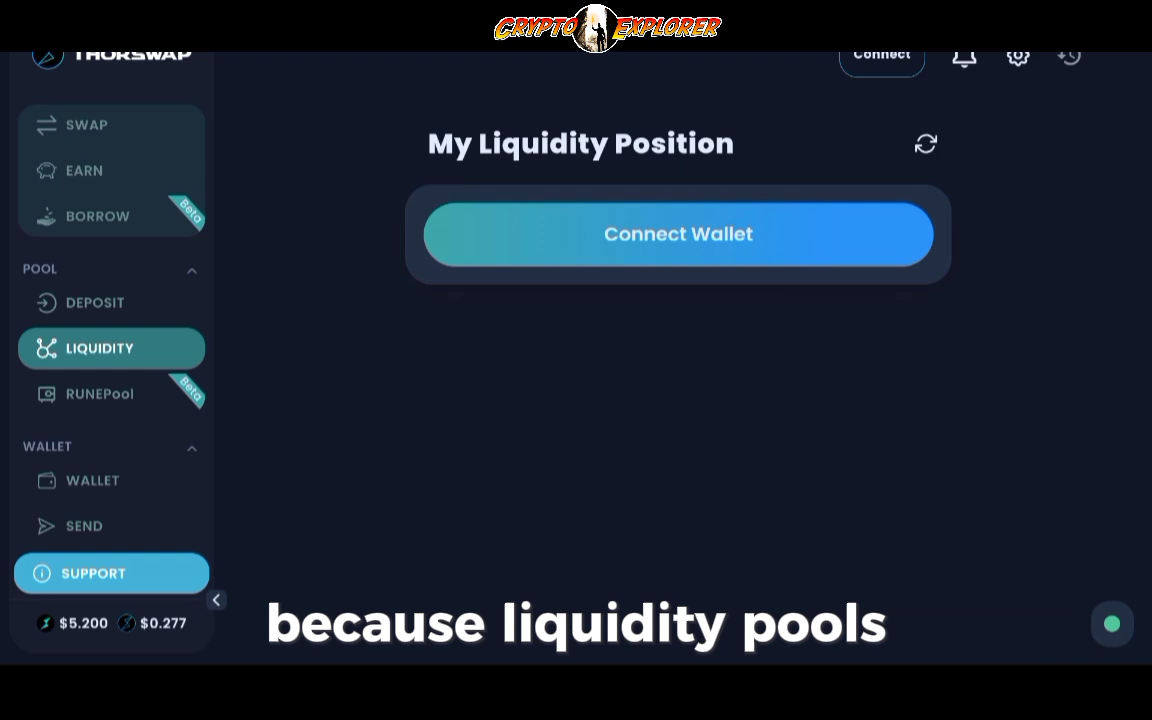 CRYPTO EXPLORER
THORSWAP
Connect
SWAP
EARN
BORROW
Beta
POOL
DEPOSIT
LIQUIDITY
RUNEPool
Beta
WALLET
WALLET
SEND
SUPPORT
$5.200 $0.277
My Liquidity Position
Connect Wallet
because liquidity pools